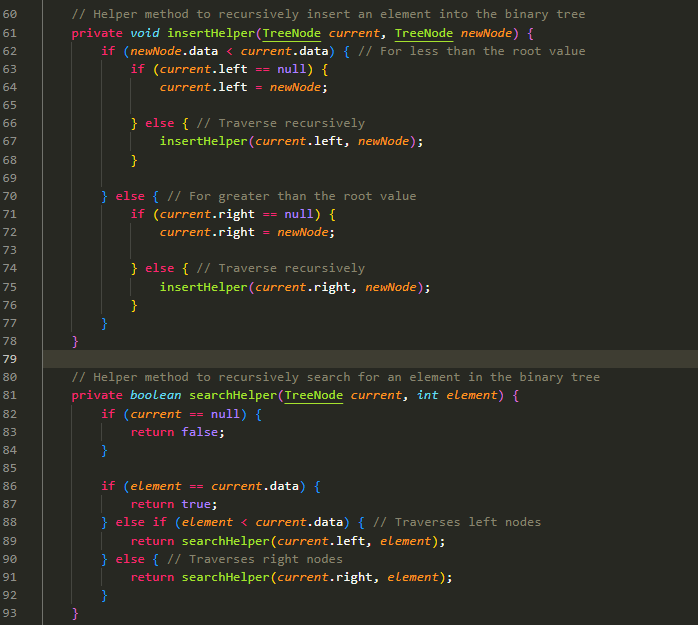 60 // Helper method to recursively insert an element into the binary tree
61 private void insertHelper(TreeNode current, TreeNode newNode) {
62 if (newNode.data < current.data) { // For less than the root value
63 if (current.left == null) {
64 current.left = newNode;
65
66 } else { // Traverse recursively
67 insertHelper(current.left, newNode);
68 }
69
70 } else { // For greater than the root value
71 if (current.right == null) {
72 current.right = newNode;
73
74 } else { // Traverse recursively
75 insertHelper(current.right, newNode);
76 }
77 }
78 }
79
80 // Helper method to recursively search for an element in the binary tree
81 private boolean searchHelper(TreeNode current, int element) {
82 if (current == null) {
83 return false;
84 }
85
86 if (element == current.data) {
87 return true;
88 } else if (element < current.data) { // Traverses left nodes
89 return searchHelper(current.left, element);
90 } else { // Traverses right nodes
91 return searchHelper(current.right, element);
92 }
93 }